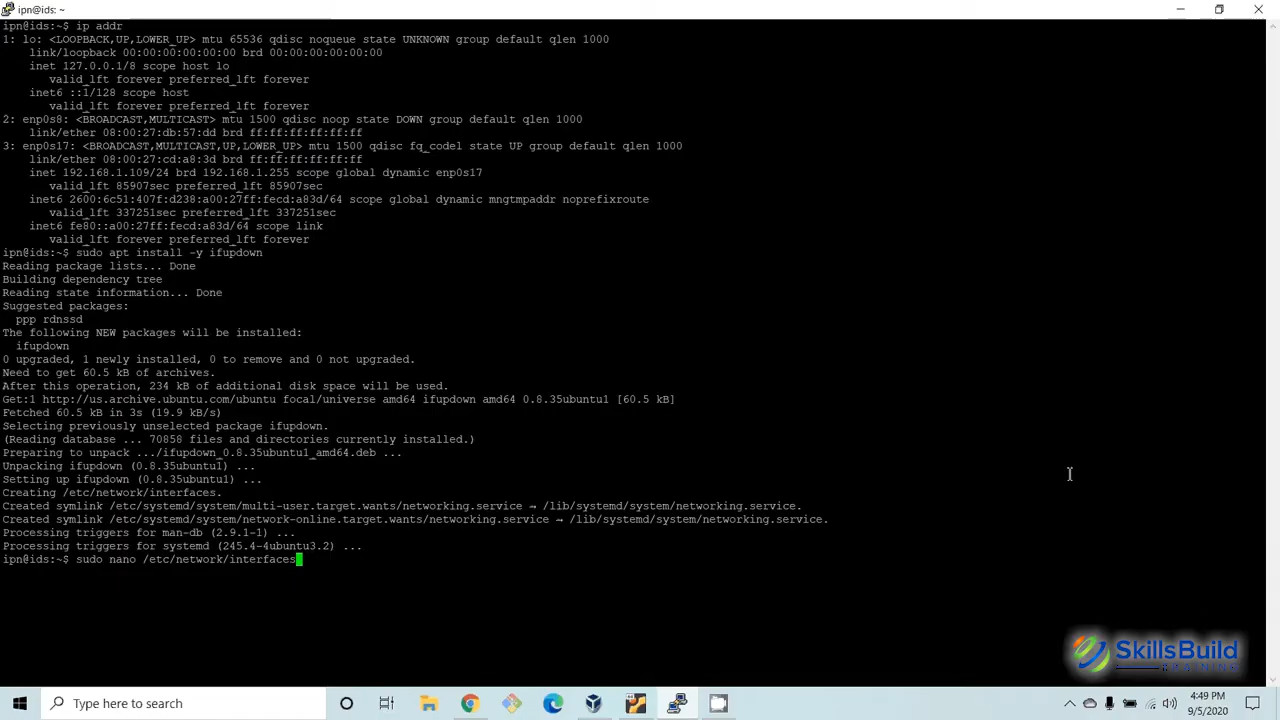 ipn@ids: ~
ipn@ids:~$ ip addr
1: lo: <LOOPBACK,UP,LOWER_UP> mtu 65536 qdisc noqueue state UNKNOWN group default qlen 1000
    link/loopback 00:00:00:00:00:00 brd 00:00:00:00:00:00
    inet 127.0.0.1/8 scope host lo
       valid_lft forever preferred_lft forever
    inet6 ::1/128 scope host
       valid_lft forever preferred_lft forever
2: enp0s8: <BROADCAST,MULTICAST> mtu 1500 qdisc noop state DOWN group default qlen 1000
    link/ether 08:00:27:db:57:dd brd ff:ff:ff:ff:ff:ff
3: enp0s17: <BROADCAST,MULTICAST,UP,LOWER_UP> mtu 1500 qdisc fq_codel state UP group default qlen 1000
    link/ether 08:00:27:cd:a8:3d brd ff:ff:ff:ff:ff:ff
    inet 192.168.1.109/24 brd 192.168.1.255 scope global dynamic enp0s17
       valid_lft 85907sec preferred_lft 85907sec
    inet6 2600:6c51:407f:d238:a00:27ff:fecd:a83d/64 scope global dynamic mngtmpaddr noprefixroute
       valid_lft 337251sec preferred_lft 337251sec
    inet6 fe80::a00:27ff:fecd:a83d/64 scope link
       valid_lft forever preferred_lft forever
ipn@ids:~$ sudo apt install -y ifupdown
Reading package lists... Done
Building dependency tree
Reading state information... Done
Suggested packages:
  ppp rdnssd
The following NEW packages will be installed:
  ifupdown
0 upgraded, 1 newly installed, 0 to remove and 0 not upgraded.
Need to get 60.5 kB of archives.
After this operation, 234 kB of additional disk space will be used.
Get:1 http://us.archive.ubuntu.com/ubuntu focal/universe amd64 ifupdown amd64 0.8.35ubuntu1 [60.5 kB]
Fetched 60.5 kB in 3s (19.9 kB/s)
Selecting previously unselected package ifupdown.
(Reading database ... 70858 files and directories currently installed.)
Preparing to unpack .../ifupdown_0.8.35ubuntu1_amd64.deb ...
Unpacking ifupdown (0.8.35ubuntu1) ...
Setting up ifupdown (0.8.35ubuntu1) ...
Creating /etc/network/interfaces.
Created symlink /etc/systemd/system/multi-user.target.wants/networking.service → /lib/systemd/system/networking.service.
Created symlink /etc/systemd/system/network-online.target.wants/networking.service → /lib/systemd/system/networking.service.
Processing triggers for man-db (2.9.1-1) ...
Processing triggers for systemd (245.4-4ubuntu3.2) ...
ipn@ids:~$ sudo nano /etc/network/interfaces
SkillsBuild
Type here to search
4:49 PM
9/5/2020